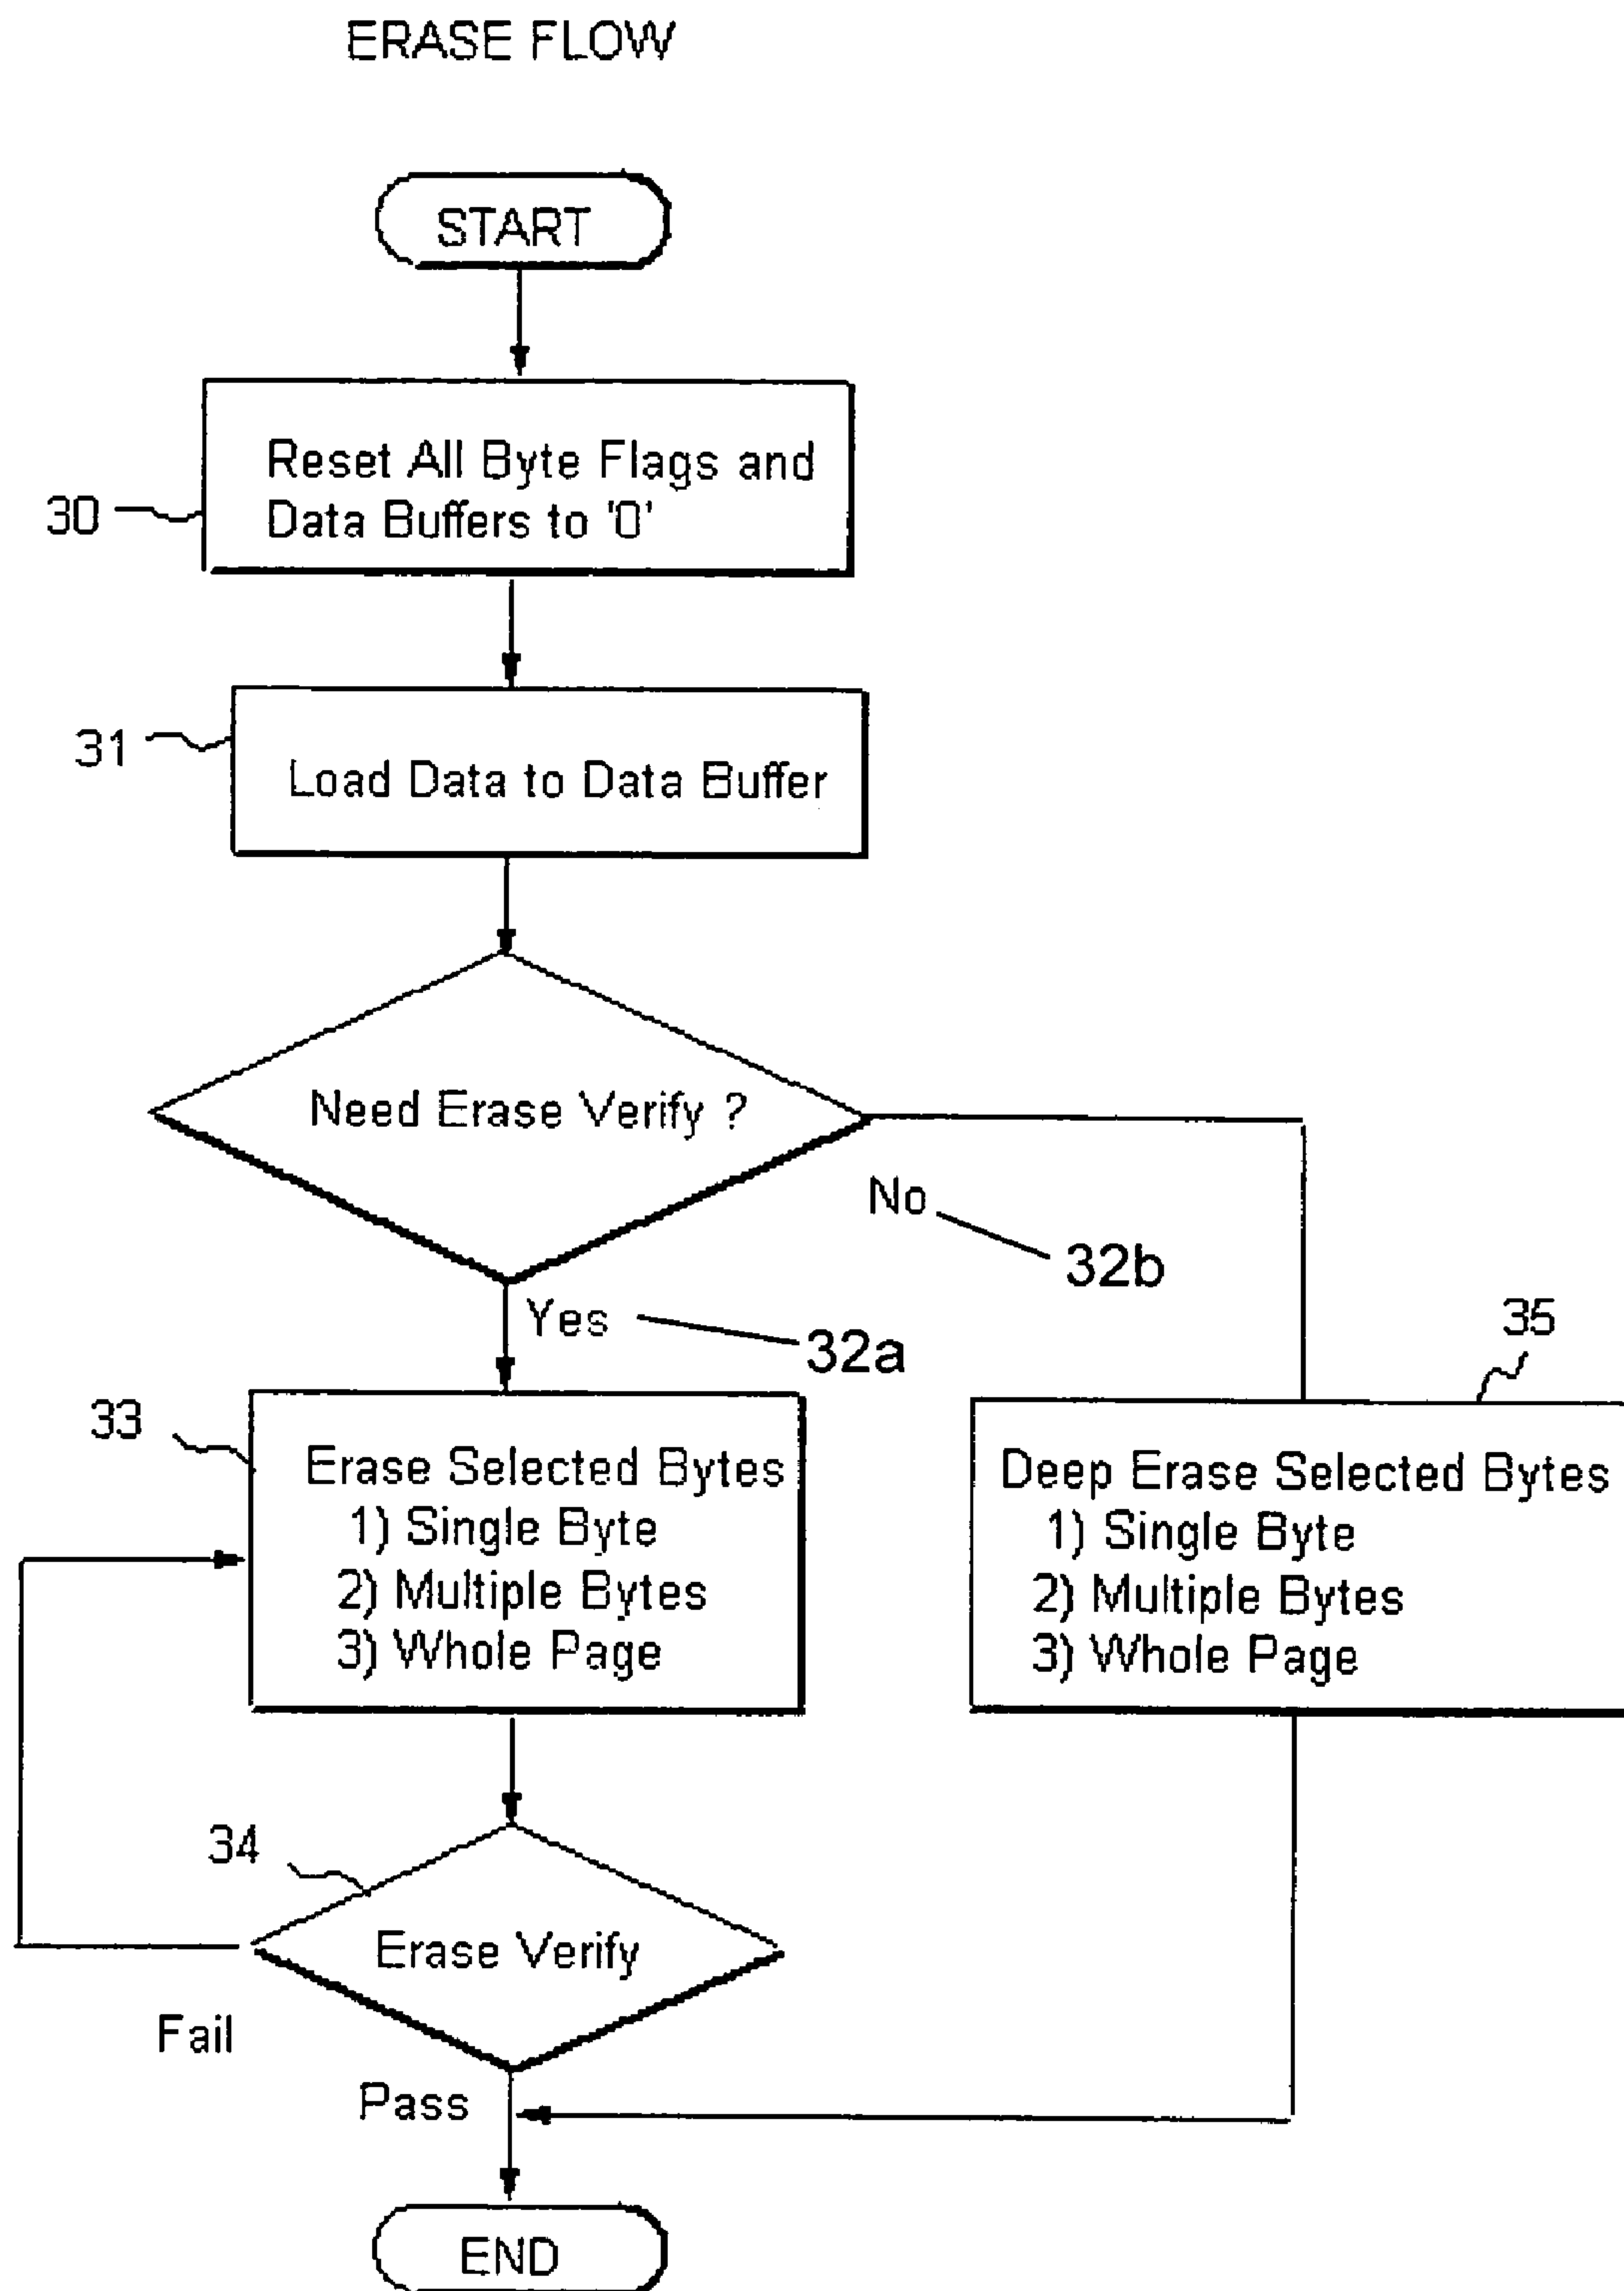 ERASE FLOW
START
Reset All Byte Flags and
Data Buffers to '0'
30
31
Load Data to Data Buffer
Need Erase Verify ?
No
32b
Yes
32a
35
33
Erase Selected Bytes
1) Single Byte
2) Multiple Bytes
3) Whole Page
Deep Erase Selected Bytes
1) Single Byte
2) Multiple Bytes
3) Whole Page
34
Erase Verify
Fail
Pass
END